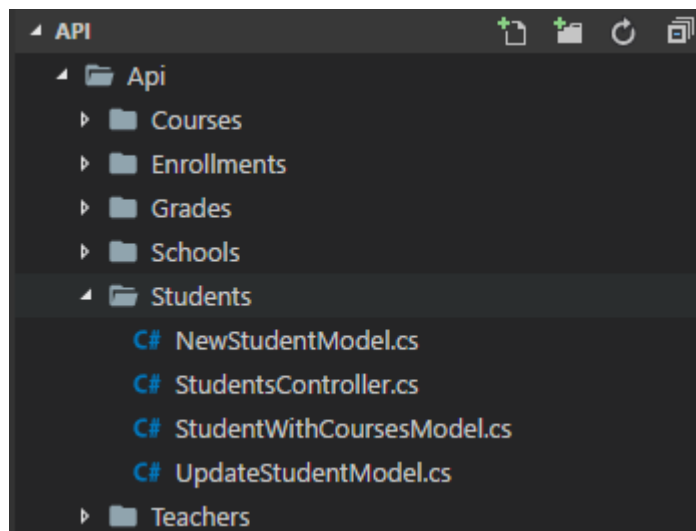 API
Api
Courses
Enrollments
Grades
Schools
Students
C# NewStudentModel.cs
C# StudentsController.cs
C# StudentWithCoursesModel.cs
C# UpdateStudentModel.cs
Teachers